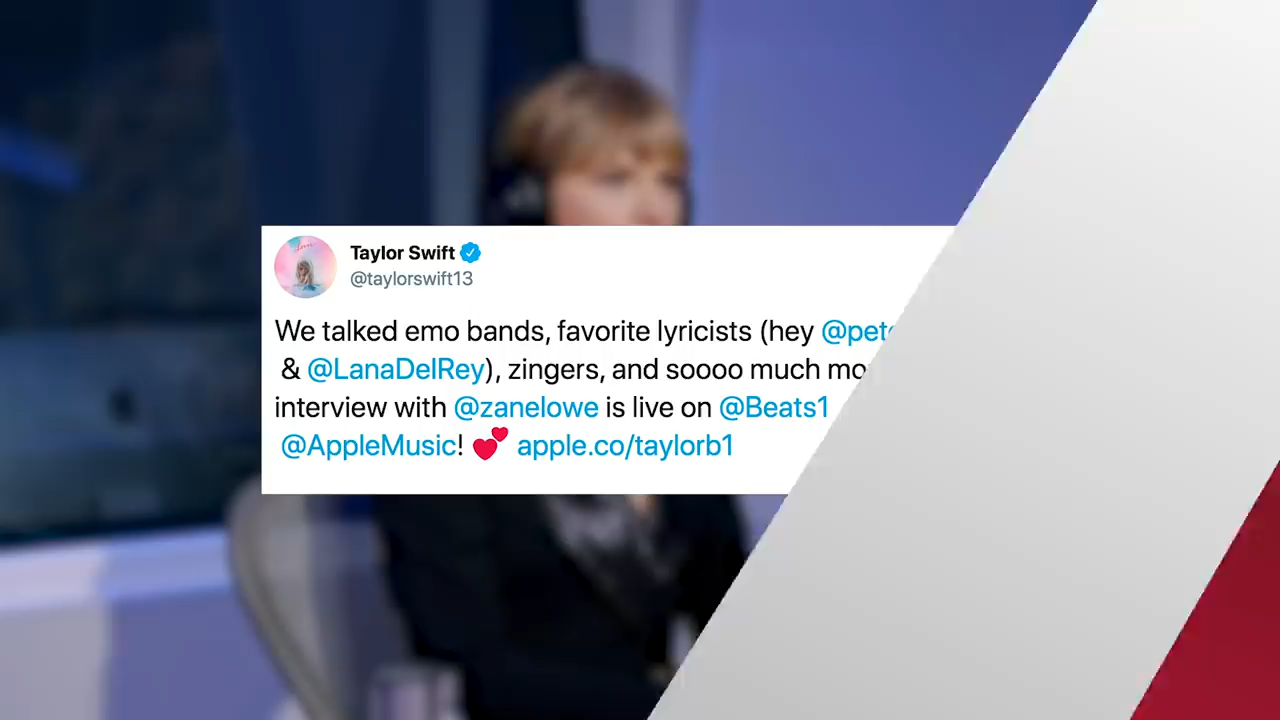 Taylor Swift
@taylorswift13
We talked emo bands, favorite lyricists (hey
& @LanaDelRey), zingers, and soooo much
interview with @zanelowe is live on @Beats1
@AppleMusic! 💕 apple.co/taylorb1